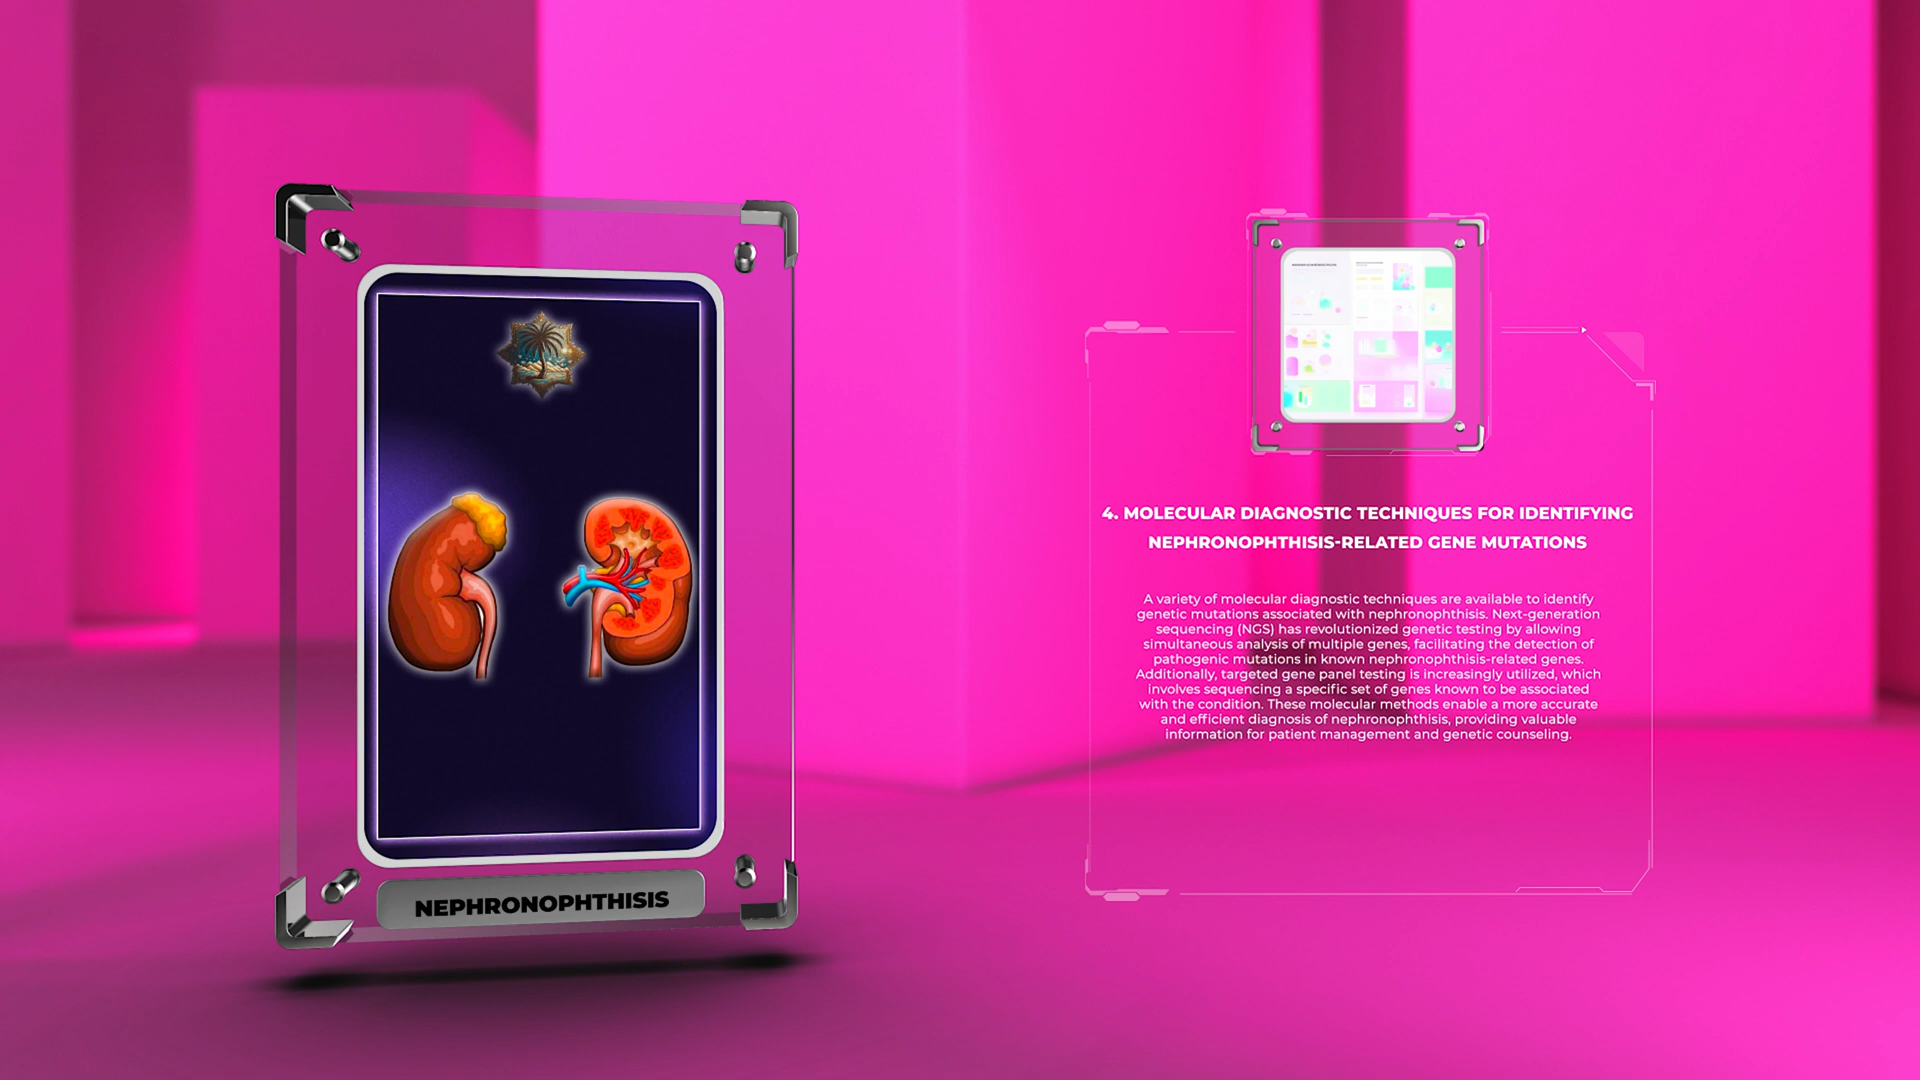 NEPHRONOPHTHISIS
4. MOLECULAR DIAGNOSTIC TECHNIQUES FOR IDENTIFYING
NEPHRONOPHTHISIS-RELATED GENE MUTATIONS
A variety of molecular diagnostic techniques are available to identify
genetic mutations associated with nephronophthisis. Next-generation
sequencing (NGS) has revolutionized genetic testing by allowing
simultaneous analysis of multiple genes, facilitating the detection of
pathogenic mutations in known nephronophthisis-related genes.
Additionally, targeted gene panel testing is increasingly utilized, which
involves sequencing a specific set of genes known to be associated
with the condition. These molecular methods enable a more accurate
and efficient diagnosis of nephronophthisis, providing valuable
information for patient management and genetic counseling.